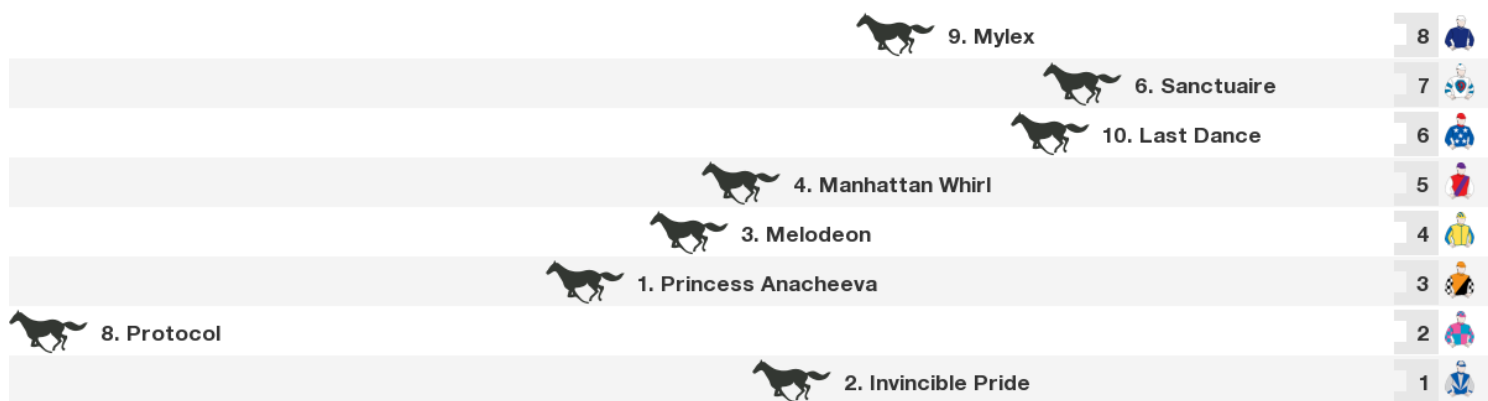 9. Mylex 8
6. Sanctuaire 7
10. Last Dance 6
4. Manhattan Whirl 5
3. Melodeon 4
1. Princess Anacheeva 3
8. Protocol 2
2. Invincible Pride 1